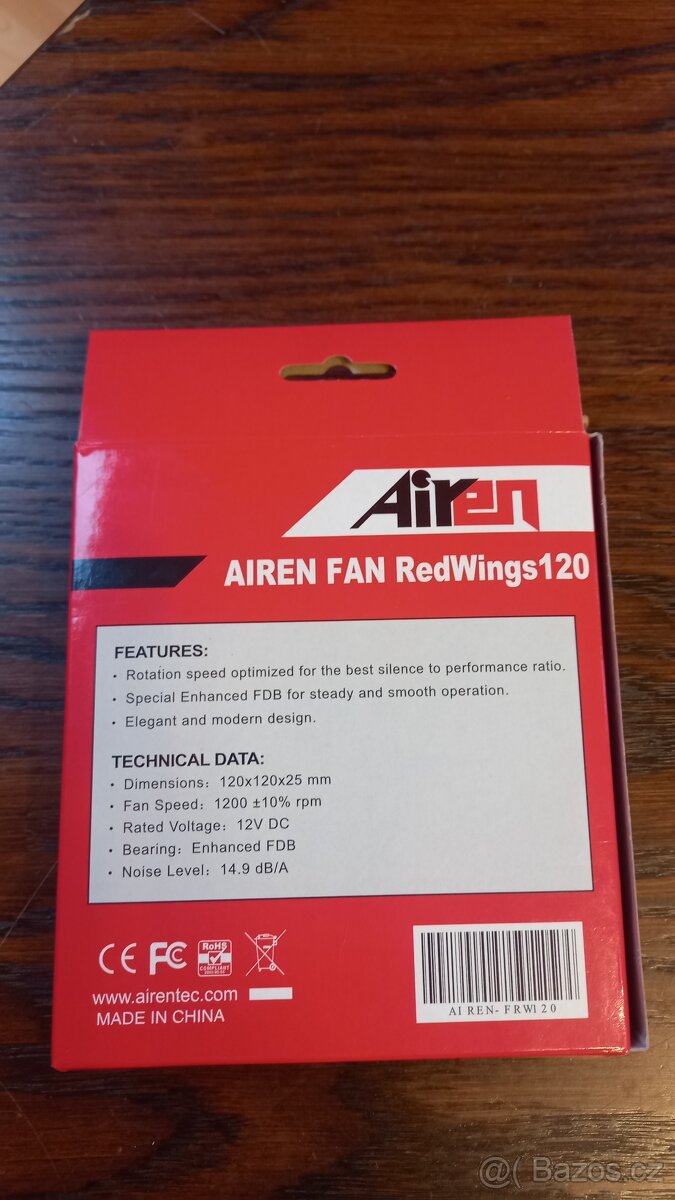 Airen
AIREN FAN RedWings120
FEATURES:
• Rotation speed optimized for the best silence to performance ratio.
• Special Enhanced FDB for steady and smooth operation.
• Elegant and modern design.
TECHNICAL DATA:
• Dimensions: 120x120x25 mm
• Fan Speed: 1200 ±10% rpm
• Rated Voltage: 12V DC
• Bearing: Enhanced FDB
• Noise Level: 14.9 dB/A
CE FC RoHS
COMPLIANT
www.airentec.com
MADE IN CHINA
AIREN-FRW120
@( Bazos.cz